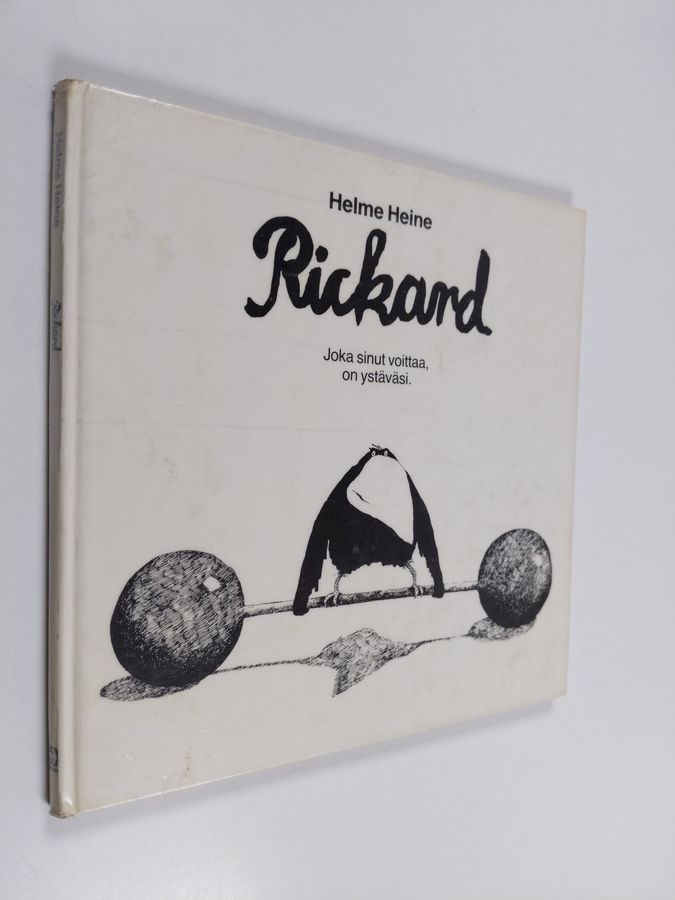 Helme Heine
Rickard
Joka sinut voittaa,
on ystäväsi.
Helme Heine
Rickard